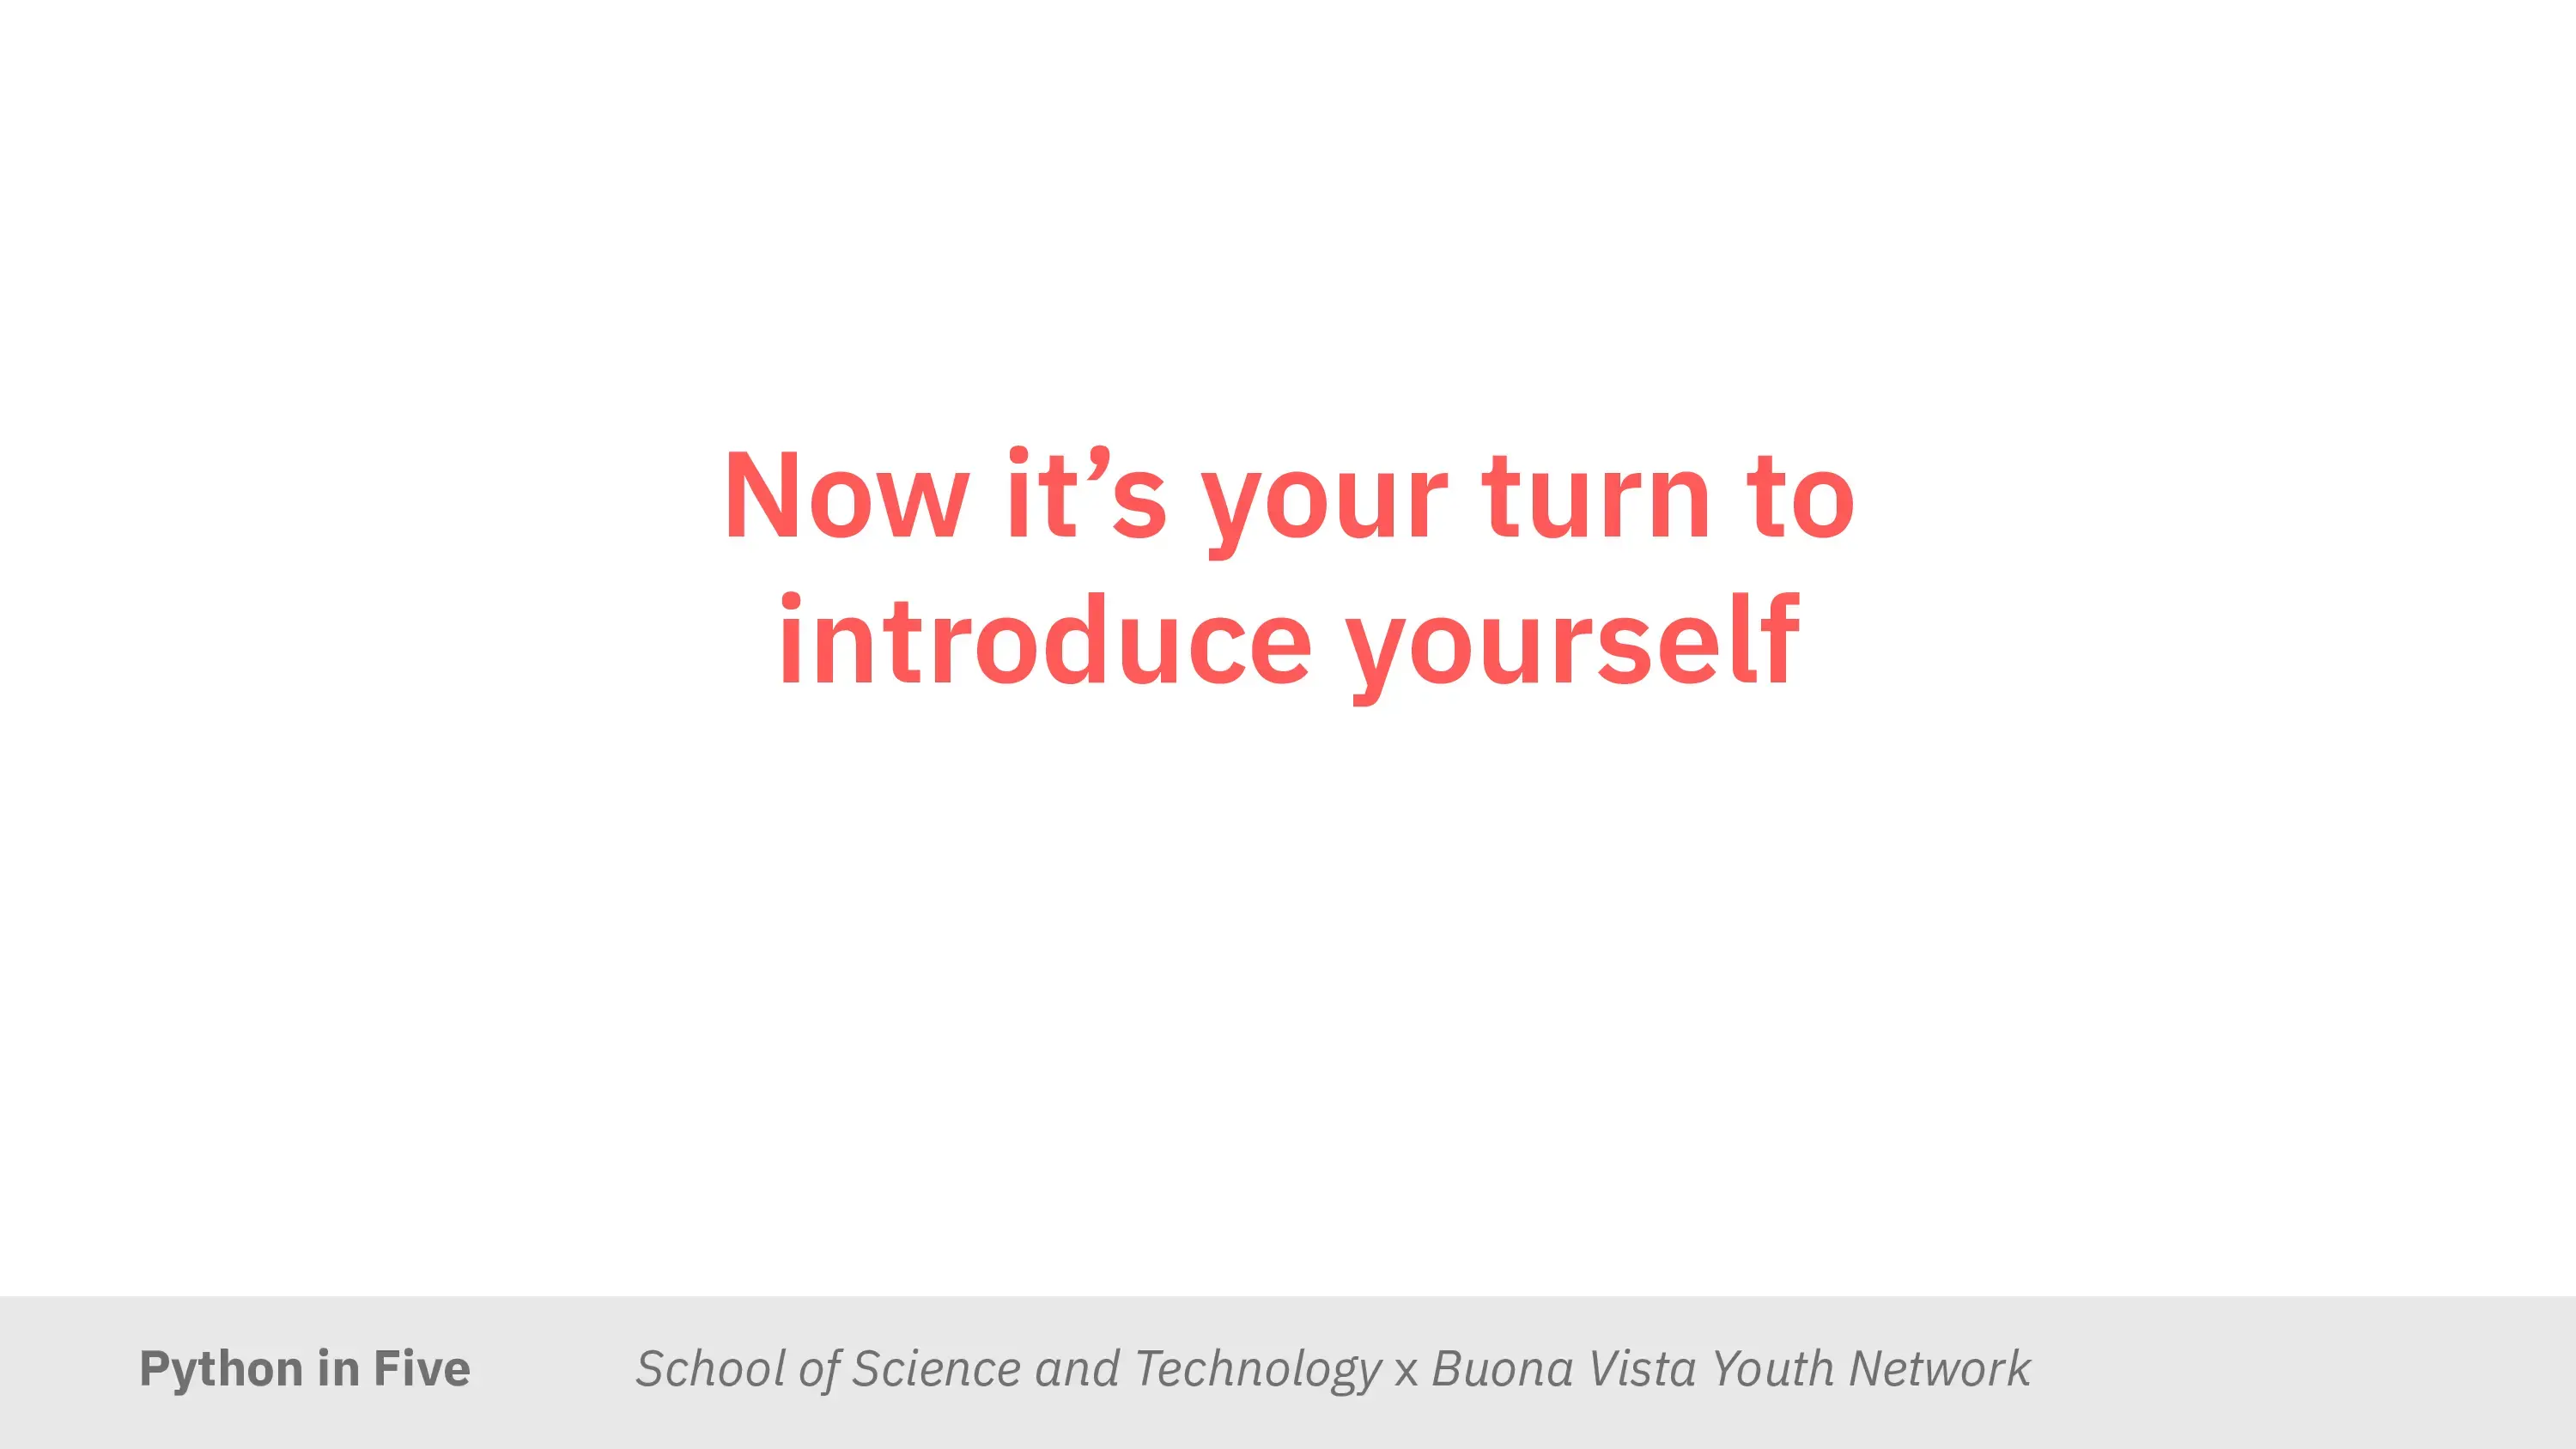 Now it’s your turn to
introduce yourself
Python in Five School of Science and Technology x Buona Vista Youth Network